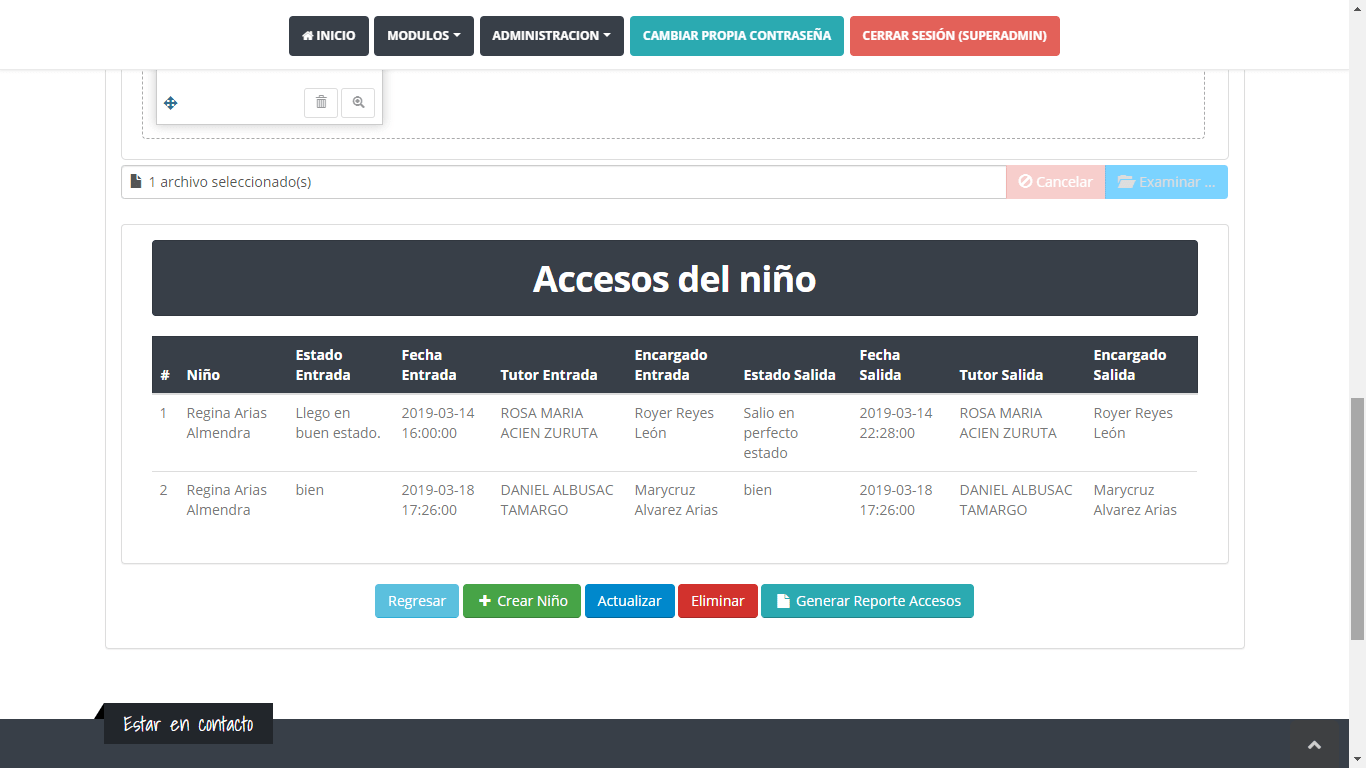 INICIO MODULOS ADMINISTRACION CAMBIAR PROPIA CONTRASEÑA CERRAR SESIÓN (SUPERADMIN)
1 archivo seleccionado(s) Cancelar Examinar ...
Accesos del niño
# Niño Estado Entrada Fecha Entrada Tutor Entrada Encargado Entrada Estado Salida Fecha Salida Tutor Salida Encargado Salida
1 Regina Arias Almendra Llego en buen estado. 2019-03-14 16:00:00 ROSA MARIA ACIEN ZURUTA Royer Reyes León Salio en perfecto estado 2019-03-14 22:28:00 ROSA MARIA ACIEN ZURUTA Royer Reyes León
2 Regina Arias Almendra bien 2019-03-18 17:26:00 DANIEL ALBUSAC TAMARGO Marycruz Alvarez Arias bien 2019-03-18 17:26:00 DANIEL ALBUSAC TAMARGO Marycruz Alvarez Arias
Regresar Crear Niño Actualizar Eliminar Generar Reporte Accesos
Estar en contacto